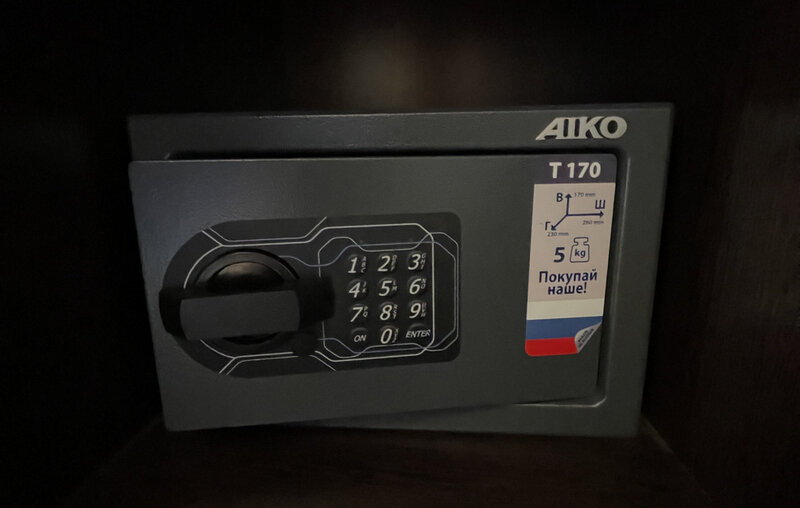 AIKO
T 170
В 170 mm
Ш
Г 260 mm
230 mm
5 kg
Покупай
наше!
1 2 3
4 5 6
7 8 9
ON 0 ENTER